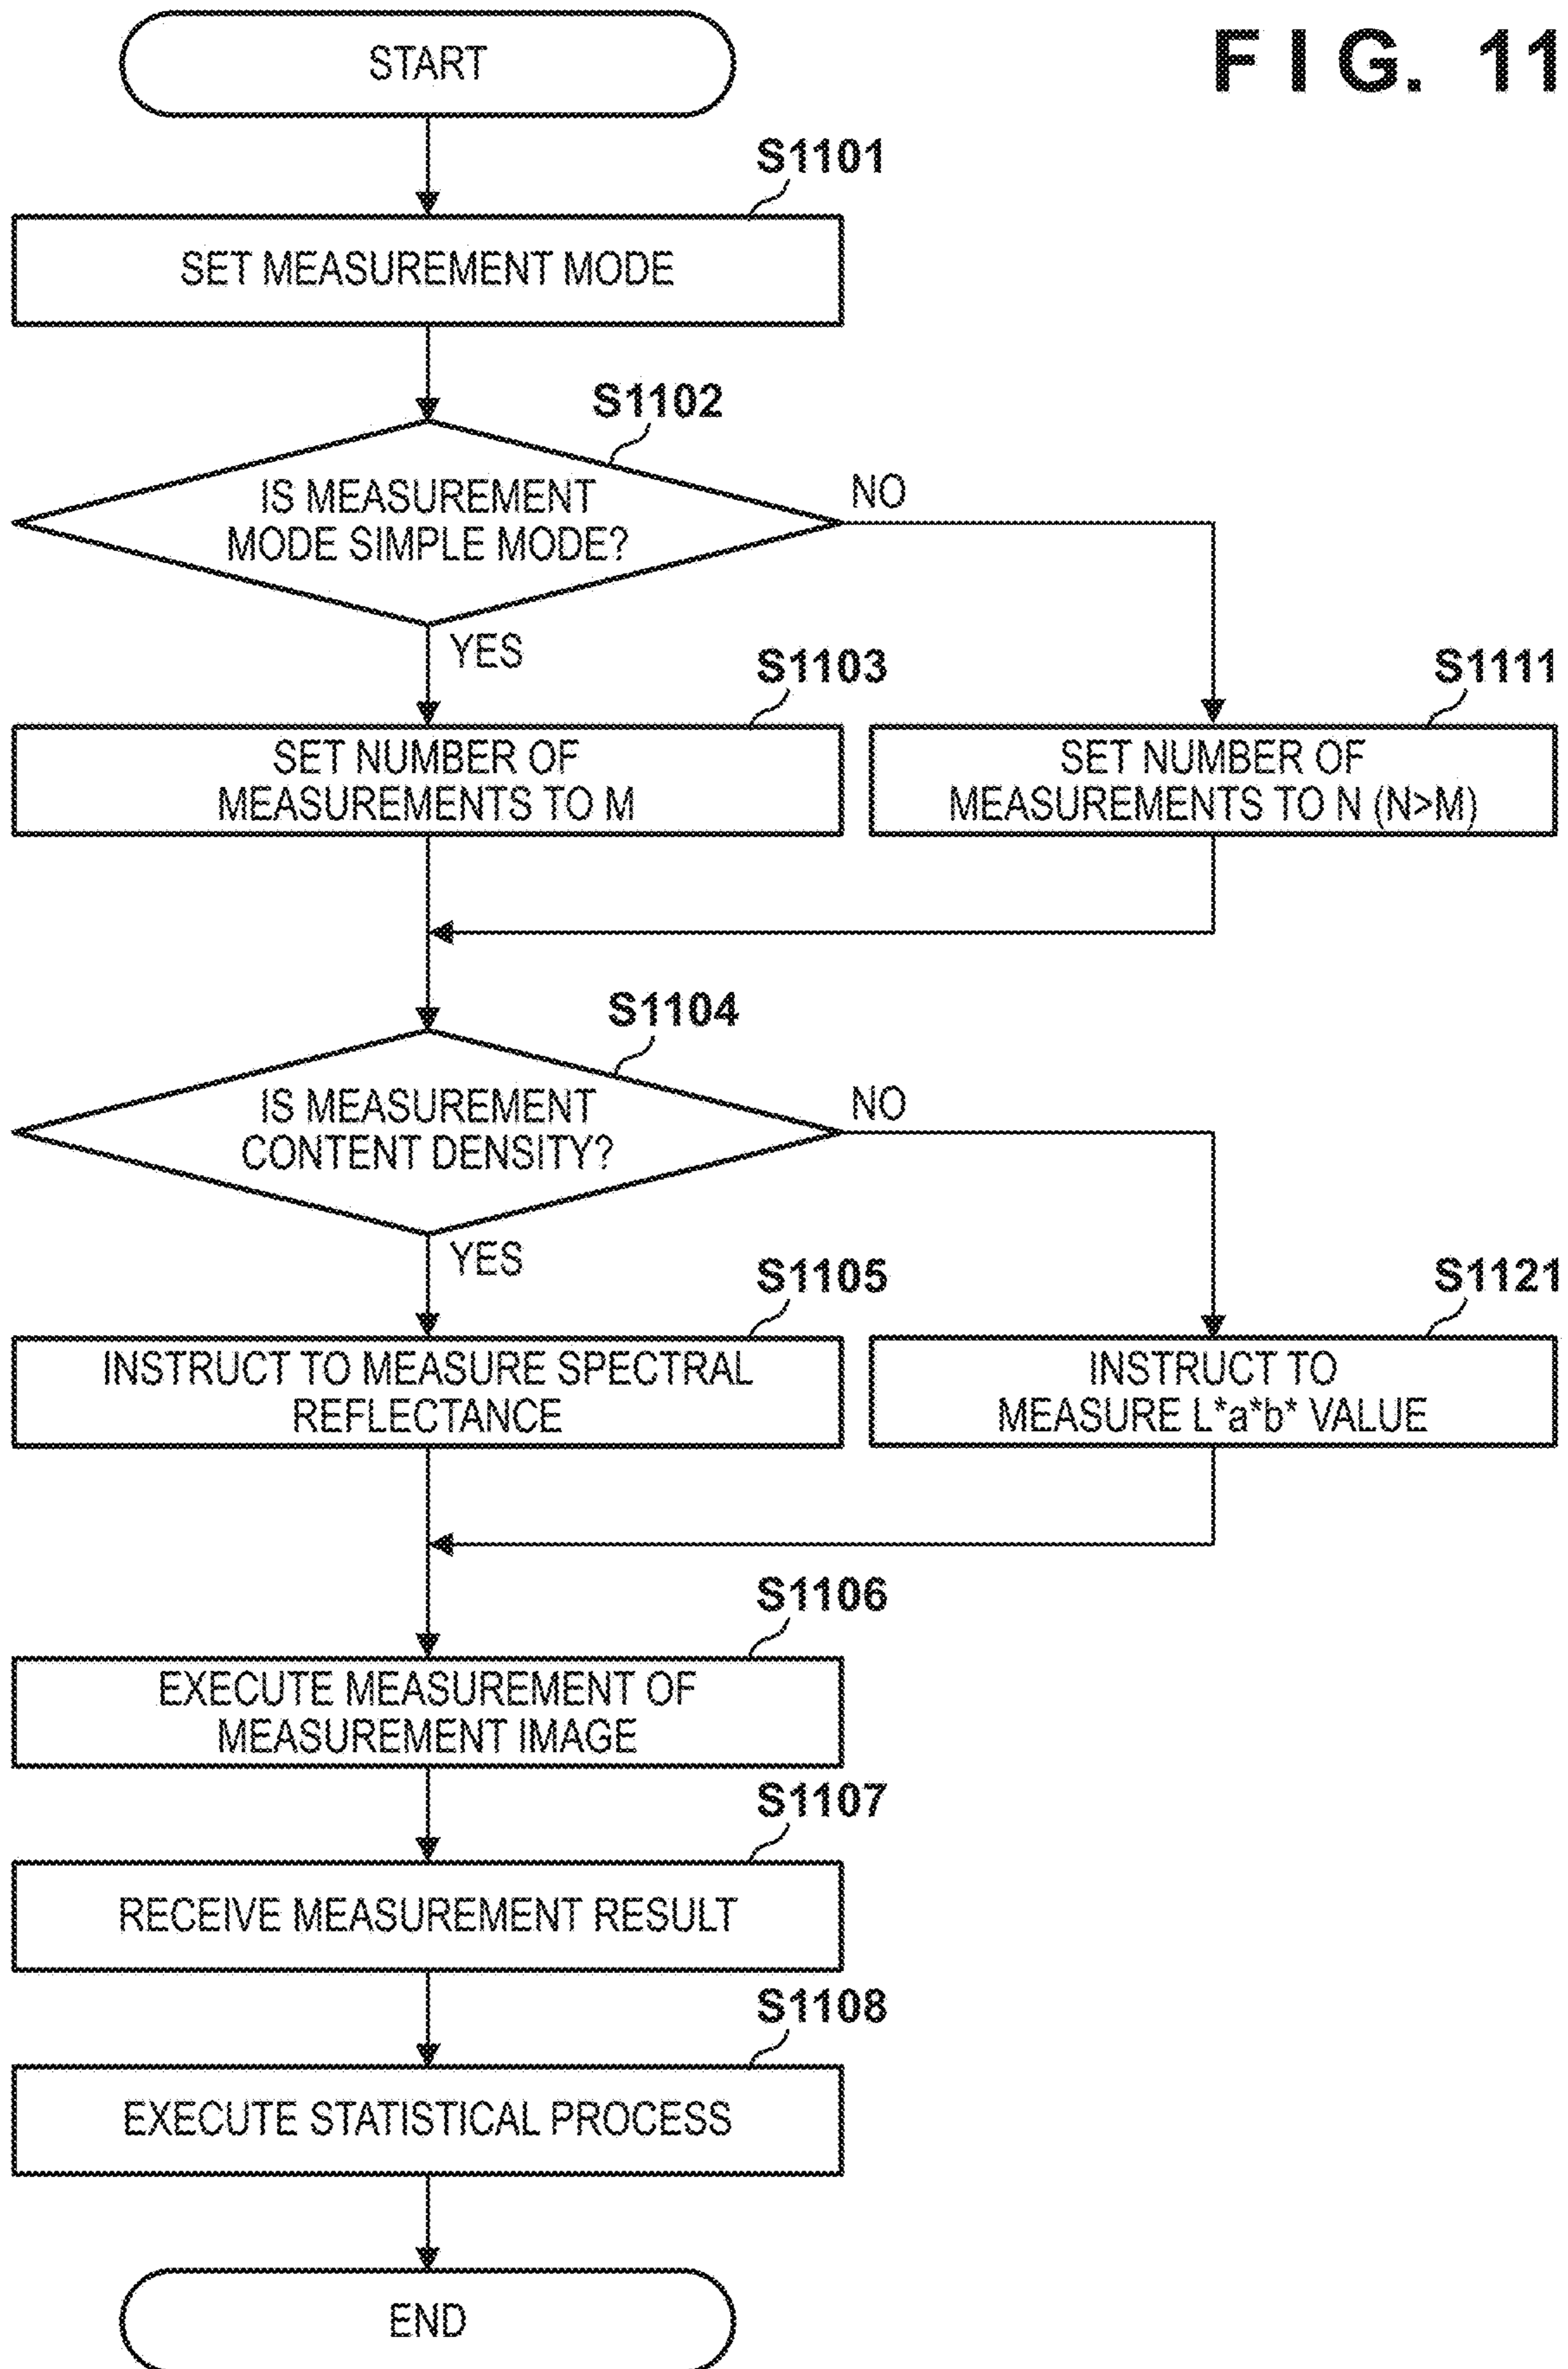 FIG. 11
START
S1101
SET MEASUREMENT MODE
S1102
IS MEASUREMENT
MODE SIMPLE MODE?
NO
YES
S1103
SET NUMBER OF
MEASUREMENTS TO M
S1111
SET NUMBER OF
MEASUREMENTS TO N (N>M)
S1104
IS MEASUREMENT
CONTENT DENSITY?
NO
YES
S1105
INSTRUCT TO MEASURE SPECTRAL
REFLECTANCE
S1121
INSTRUCT TO
MEASURE L*a*b* VALUE
S1106
EXECUTE MEASUREMENT OF
MEASUREMENT IMAGE
S1107
RECEIVE MEASUREMENT RESULT
S1108
EXECUTE STATISTICAL PROCESS
END